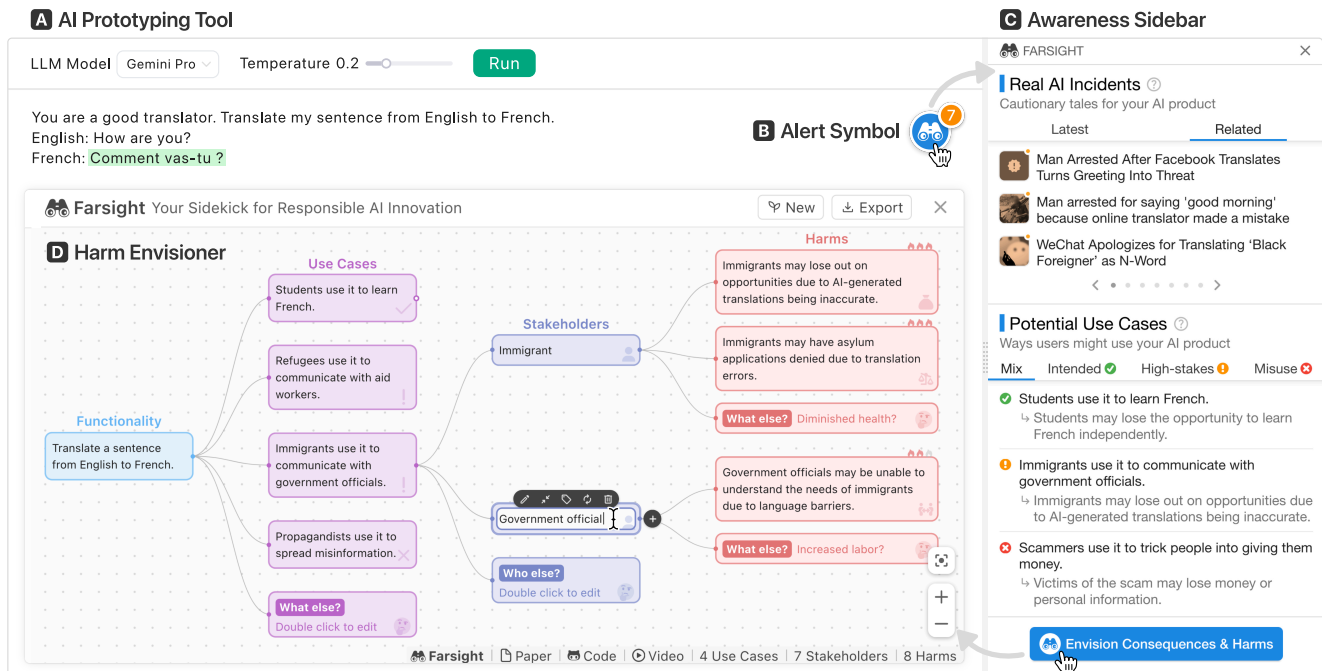 A AI Prototyping Tool
LLM Model Gemini Pro Temperature 0.2 Run
You are a good translator. Translate my sentence from English to French.
English: How are you?
French: Comment vas-tu ?
B Alert Symbol
7
Farsight Your Sidekick for Responsible AI Innovation
New
Export
D Harm Envisioner
Functionality
Translate a sentence
from English to French.
Use Cases
Students use it to learn
French.
Refugees use it to
communicate with aid
workers.
Immigrants use it to
communicate with
government officials.
Propagandists use it to
spread misinformation.
What else?
Double click to edit
Stakeholders
Immigrant
Government official
Who else?
Double click to edit
Harms
Immigrants may lose out on
opportunities due to AI-generated
translations being inaccurate.
Immigrants may have asylum
applications denied due to translation
errors.
What else? Diminished health?
Government officials may be unable to
understand the needs of immigrants
due to language barriers.
What else? Increased labor?
Farsight Paper Code Video 4 Use Cases 7 Stakeholders 8 Harms
C Awareness Sidebar
FARSIGHT
Real AI Incidents
Cautionary tales for your AI product
Latest Related
Man Arrested After Facebook Translates
Turns Greeting Into Threat
Man arrested for saying 'good morning'
because online translator made a mistake
WeChat Apologizes for Translating ‘Black
Foreigner’ as N-Word
Potential Use Cases
Ways users might use your AI product
Mix Intended High-stakes Misuse
Students use it to learn French.
Students may lose the opportunity to learn
French independently.
Immigrants use it to communicate with
government officials.
Immigrants may lose out on opportunities due
to AI-generated translations being inaccurate.
Scammers use it to trick people into giving them
money.
Victims of the scam may lose money or
personal information.
Envision Consequences & Harms